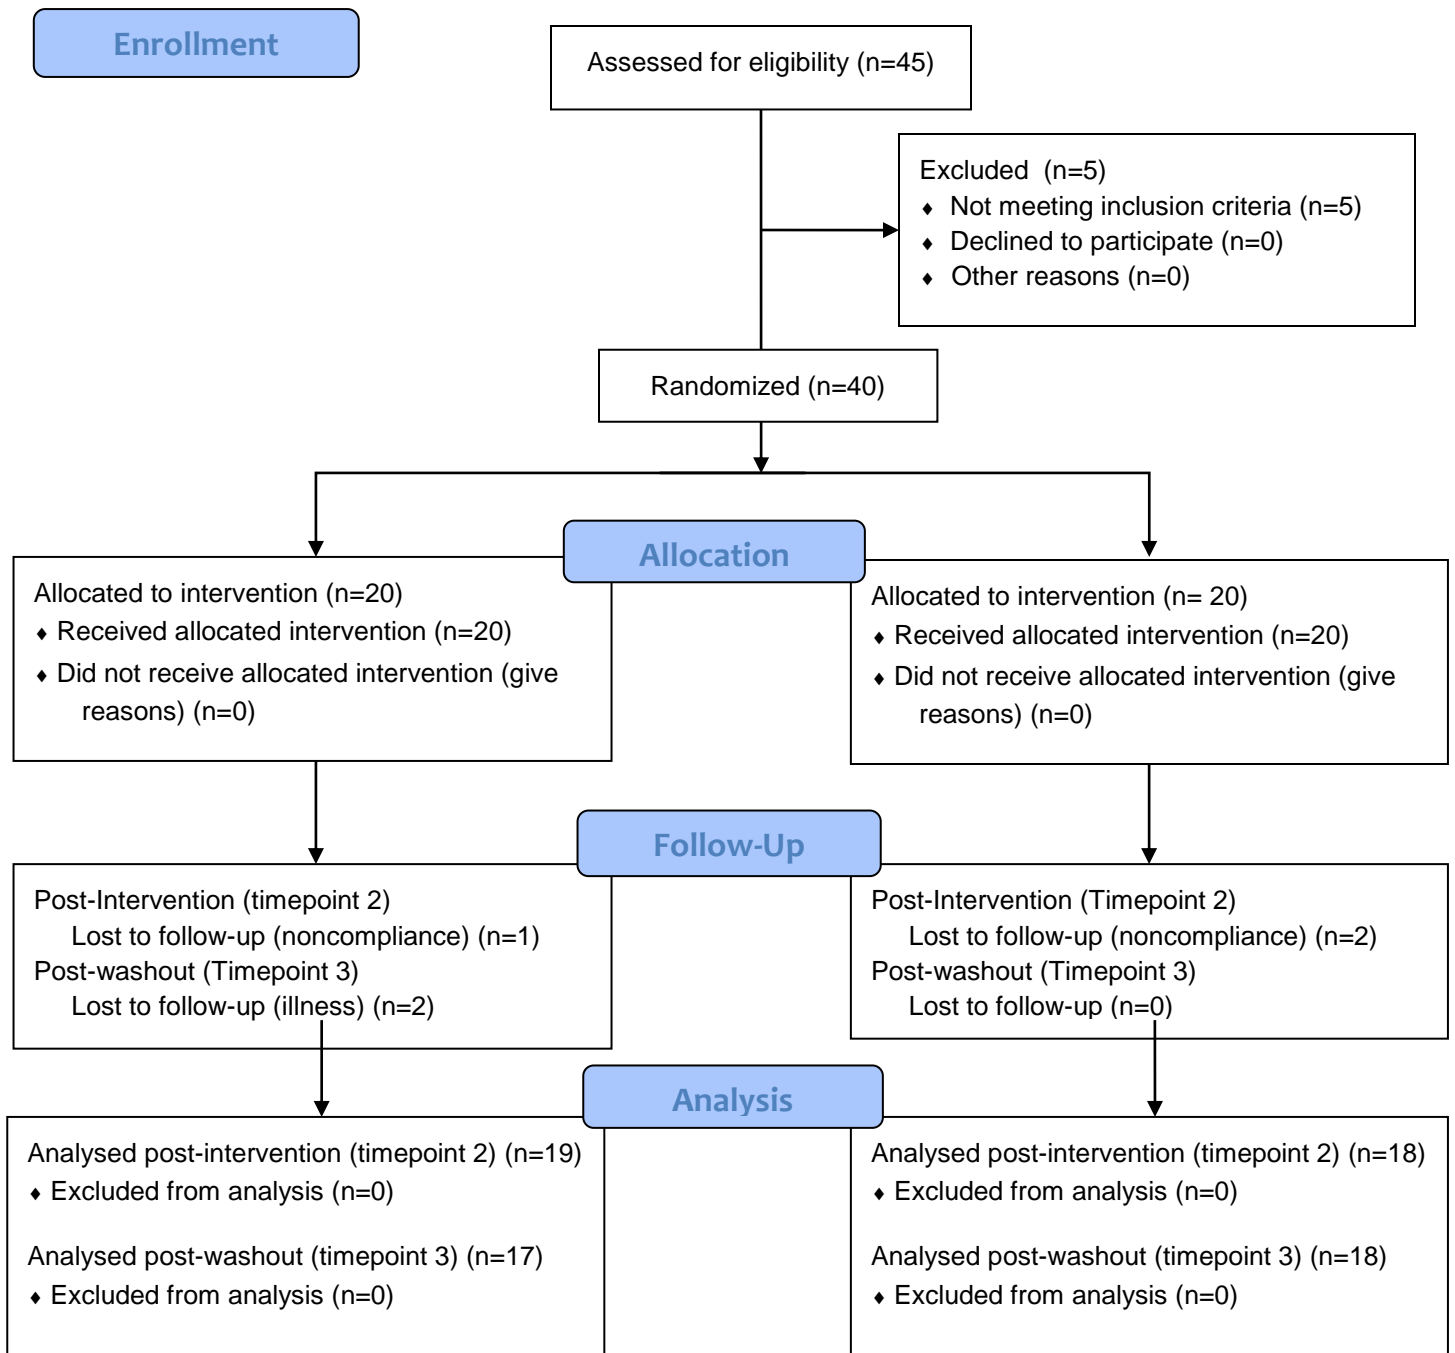 Enrollment
Assessed for eligibility (n=45)
Excluded (n=5)
♦ Not meeting inclusion criteria (n=5)
♦ Declined to participate (n=0)
♦ Other reasons (n=0)
Randomized (n=40)
Allocation
Allocated to intervention (n=20)
♦ Received allocated intervention (n=20)
♦ Did not receive allocated intervention (give
reasons) (n=0)
Allocated to intervention (n= 20)
♦ Received allocated intervention (n=20)
♦ Did not receive allocated intervention (give
reasons) (n=0)
Follow-Up
Post-Intervention (timepoint 2)
Lost to follow-up (noncompliance) (n=1)
Post-washout (Timepoint 3)
Lost to follow-up (illness) (n=2)
Post-Intervention (Timepoint 2)
Lost to follow-up (noncompliance) (n=2)
Post-washout (Timepoint 3)
Lost to follow-up (n=0)
Analysis
Analysed post-intervention (timepoint 2) (n=19)
♦ Excluded from analysis (n=0)
Analysed post-washout (timepoint 3) (n=17)
♦ Excluded from analysis (n=0)
Analysed post-intervention (timepoint 2) (n=18)
♦ Excluded from analysis (n=0)
Analysed post-washout (timepoint 3) (n=18)
♦ Excluded from analysis (n=0)